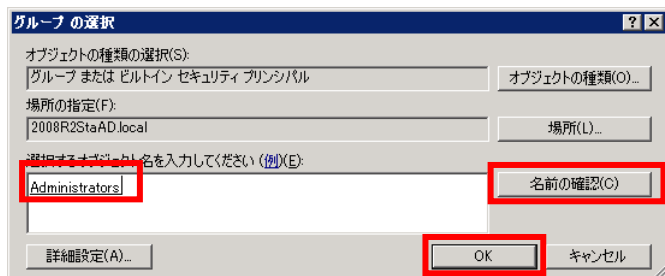 グループ の選択
オブジェクトの種類の選択(S):
グループ または ビルトイン セキュリティ プリンシパル
オブジェクトの種類(O)...
場所の指定(F):
2008R2StaAD.local
場所(L)...
選択するオブジェクト名を入力してください (例)(E):
Administrators
名前の確認(C)
詳細設定(A)...
OK
キャンセル